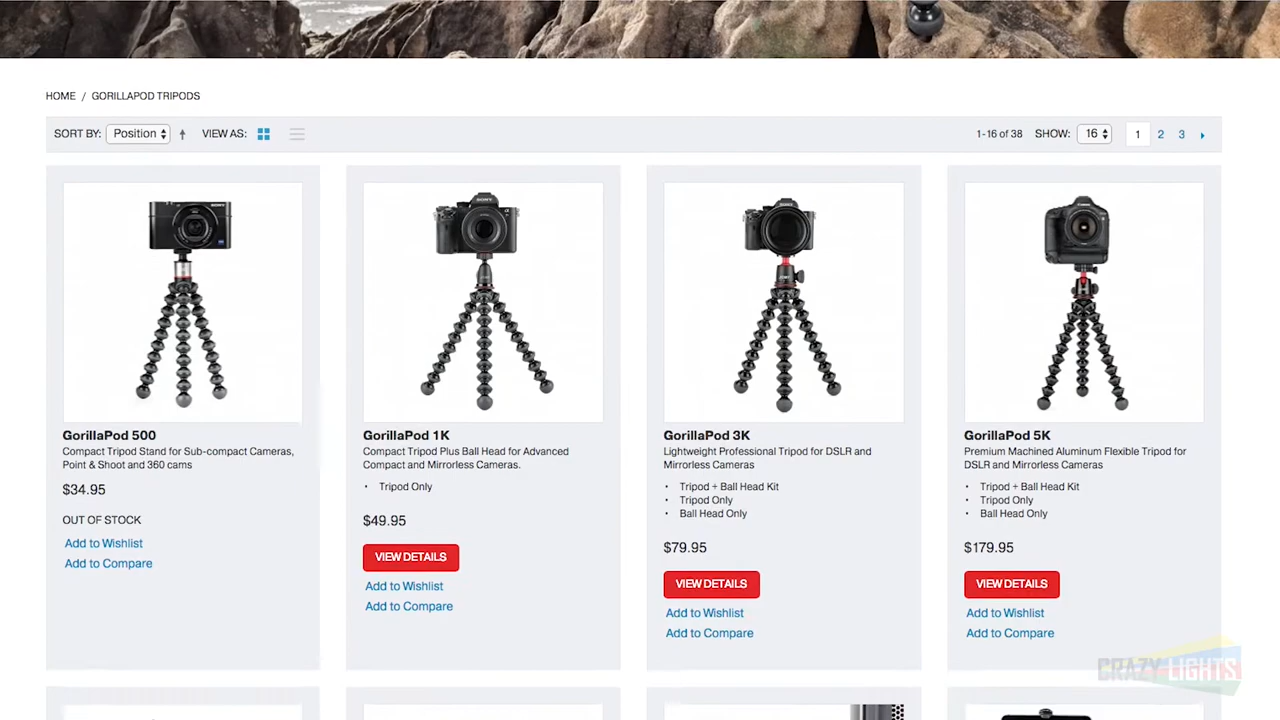 HOME / GORILLAPOD TRIPODS
SORT BY: Position VIEW AS: 1-16 of 38 SHOW: 16 1 2 3
SONY
SONY
SONY
GorillaPod 500
Compact Tripod Stand for Sub-compact Cameras,
Point & Shoot and 360 cams
$34.95
OUT OF STOCK
Add to Wishlist
Add to Compare
GorillaPod 1K
Compact Tripod Plus Ball Head for Advanced
Compact and Mirrorless Cameras.
• Tripod Only
$49.95
VIEW DETAILS
Add to Wishlist
Add to Compare
GorillaPod 3K
Lightweight Professional Tripod for DSLR and
Mirrorless Cameras
• Tripod + Ball Head Kit
• Tripod Only
• Ball Head Only
$79.95
VIEW DETAILS
Add to Wishlist
Add to Compare
GorillaPod 5K
Premium Machined Aluminum Flexible Tripod for
DSLR and Mirrorless Cameras
• Tripod + Ball Head Kit
• Tripod Only
• Ball Head Only
$179.95
VIEW DETAILS
Add to Wishlist
Add to Compare
CRAZY LIGHTS